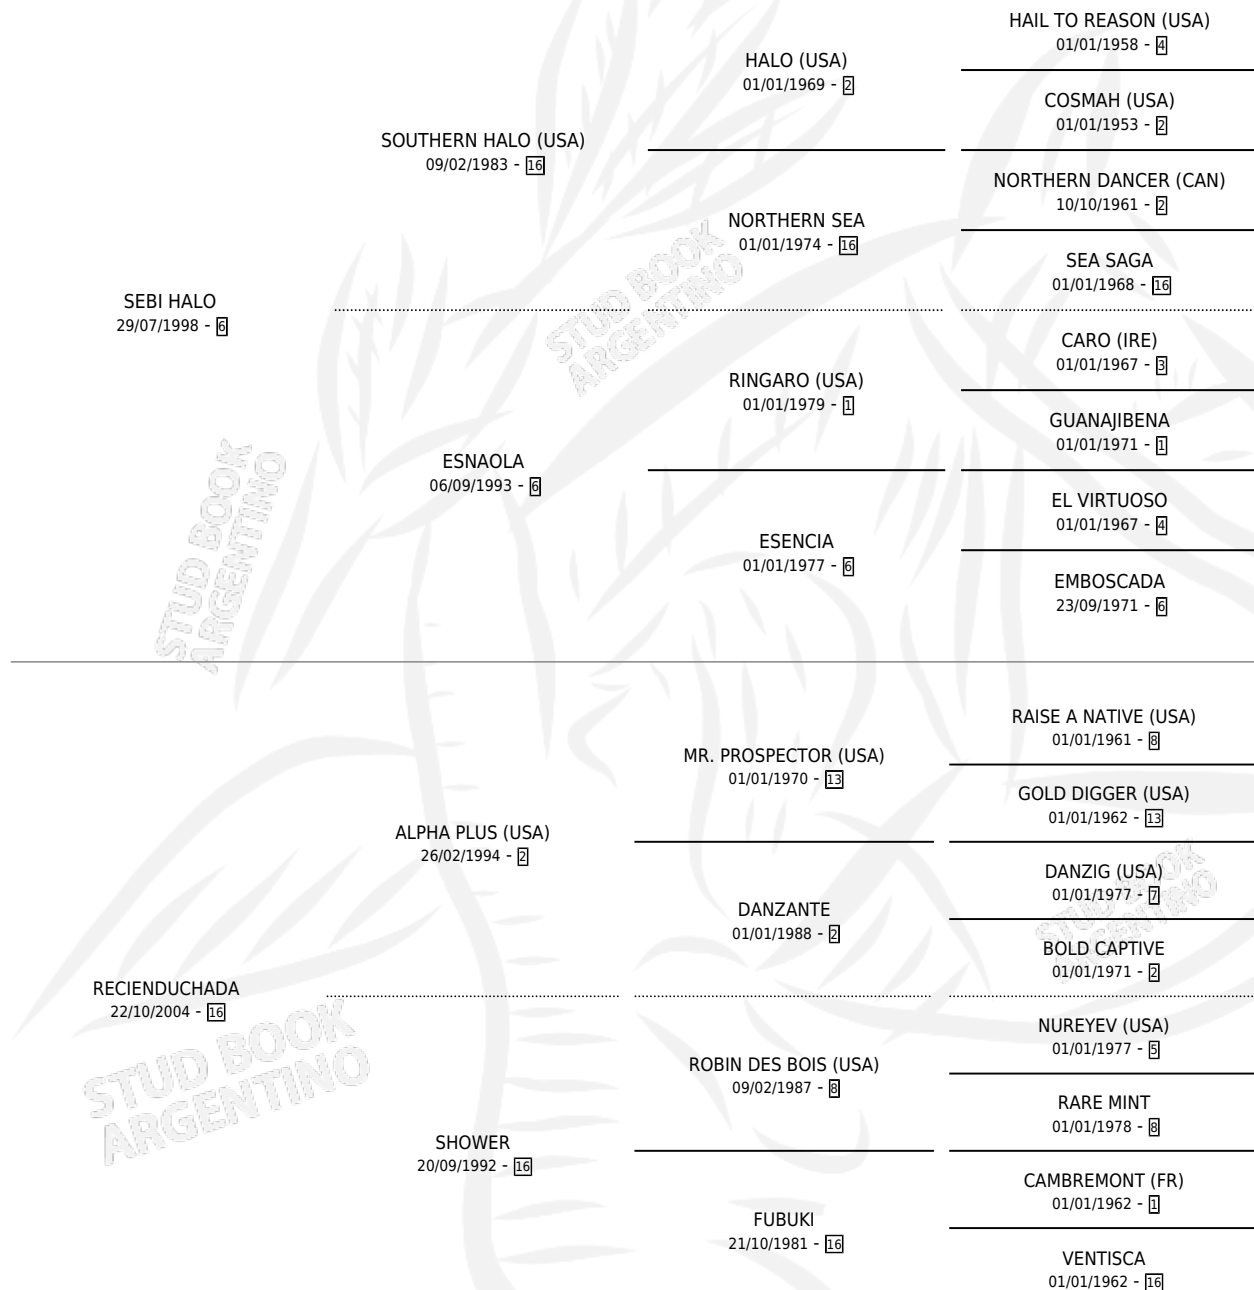 HAIL TO REASON (USA)
01/01/1958 - 4
HALO (USA)
01/01/1969 - 2
COSMAH (USA)
01/01/1953 - 2
SOUTHERN HALO (USA)
09/02/1983 - 16
NORTHERN DANCER (CAN)
10/10/1961 - 2
NORTHERN SEA
01/01/1974 - 16
SEA SAGA
01/01/1968 - 16
SEBI HALO
29/07/1998 - 6
CARO (IRE)
01/01/1967 - 3
RINGARO (USA)
01/01/1979 - 1
GUANAJIBENA
01/01/1971 - 1
ESNAOLA
06/09/1993 - 6
EL VIRTUOSO
01/01/1967 - 4
ESENCIA
01/01/1977 - 6
EMBOSCADA
23/09/1971 - 6
STUD BOOK
ARGENTINO
STUD BOOK
ARGENTINO
RAISE A NATIVE (USA)
01/01/1961 - 8
MR. PROSPECTOR (USA)
01/01/1970 - 13
GOLD DIGGER (USA)
01/01/1962 - 13
ALPHA PLUS (USA)
26/02/1994 - 2
DANZIG (USA)
01/01/1977 - 7
DANZANTE
01/01/1988 - 2
BOLD CAPTIVE
01/01/1971 - 2
STUD BOOK
ARGENTINO
RECIENDUCHADA
22/10/2004 - 16
NUREYEV (USA)
01/01/1977 - 5
ROBIN DES BOIS (USA)
09/02/1987 - 8
RARE MINT
01/01/1978 - 8
STUD BOOK
ARGENTINO
SHOWER
20/09/1992 - 16
CAMBREMONT (FR)
01/01/1962 - 1
FUBUKI
21/10/1981 - 16
VENTISCA
01/01/1962 - 16